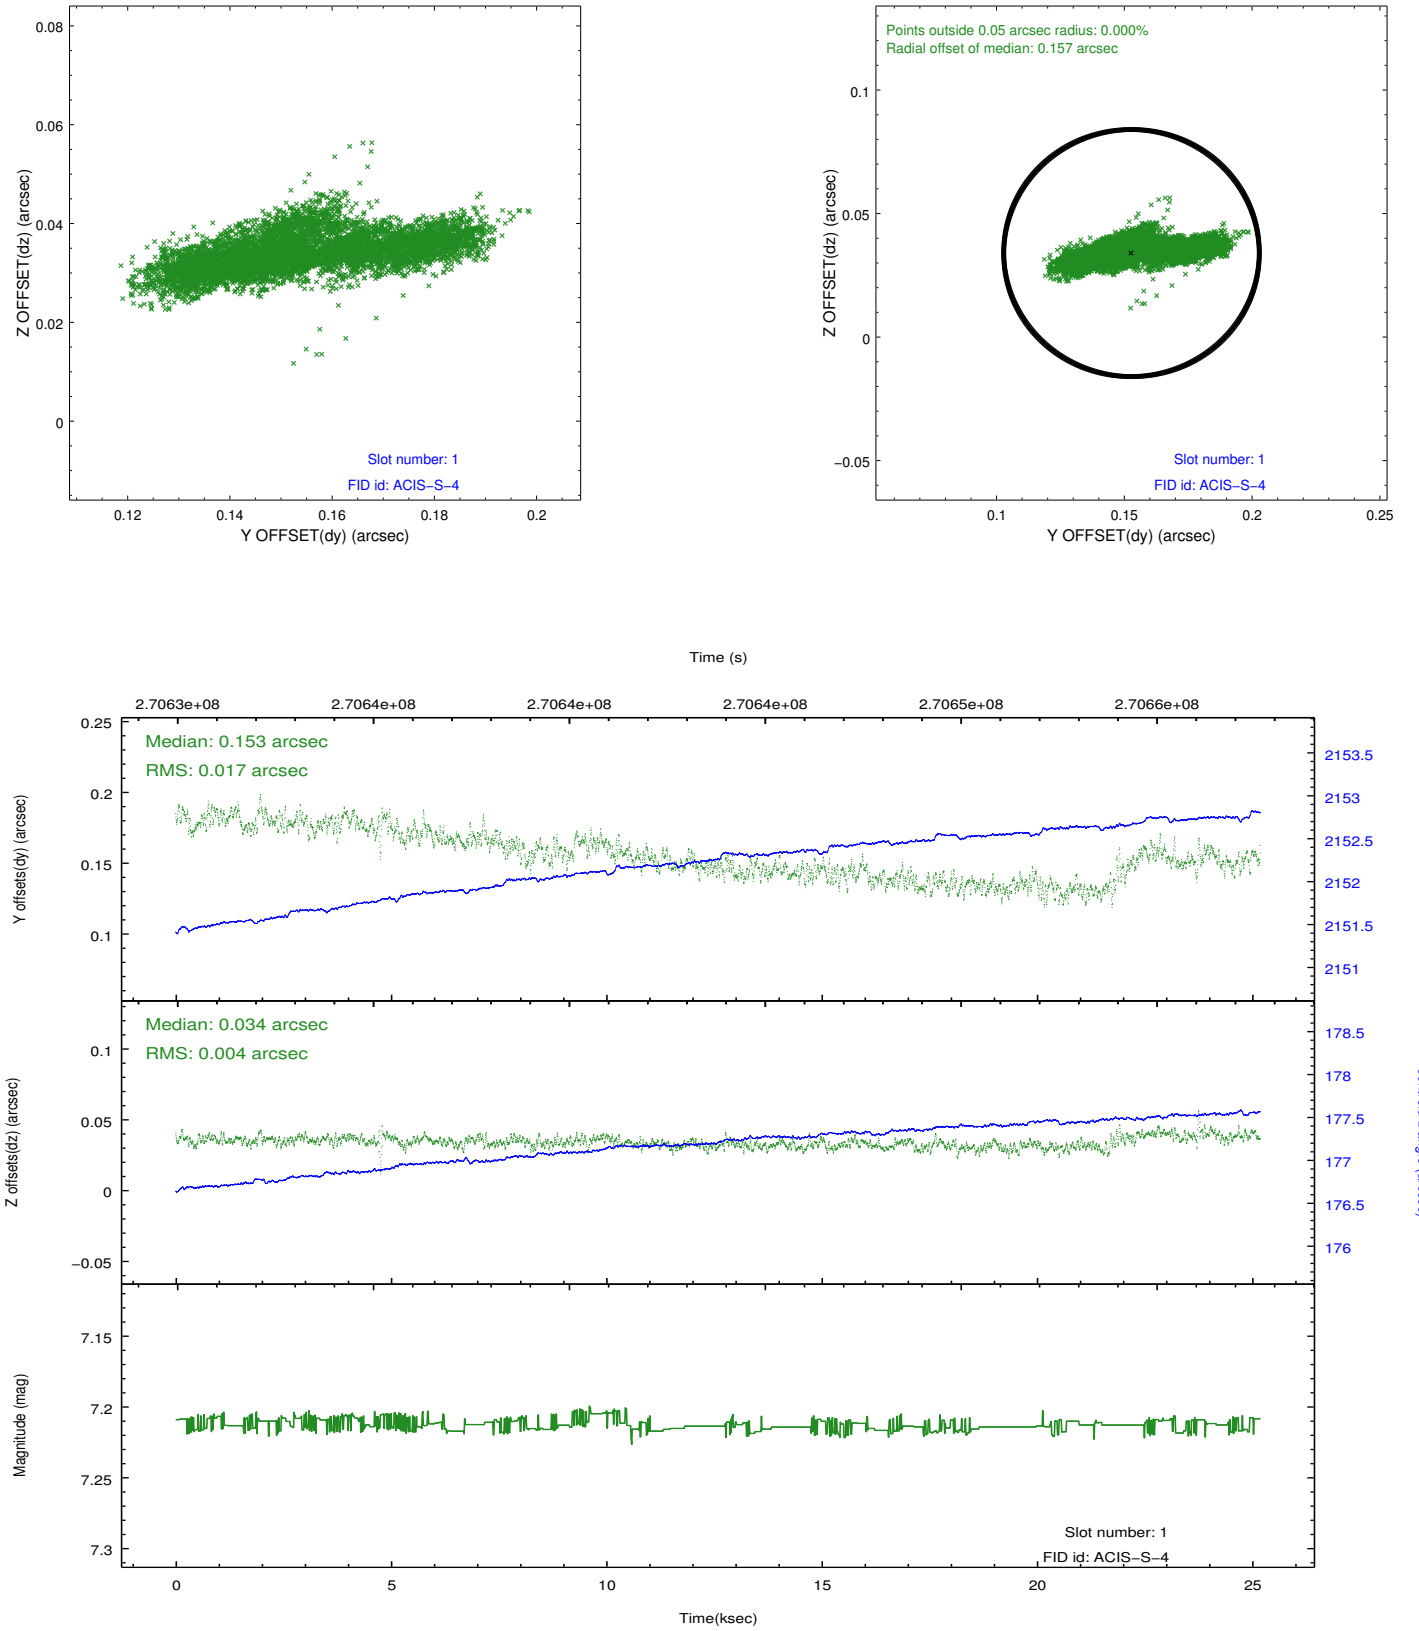 0.08
0.06
0.04
0.02
0
Z OFFSET(dz) (arcsec)
Slot number: 1
FID id: ACIS−S−4
0.12 0.14 0.16 0.18 0.2
Y OFFSET(dy) (arcsec)
Points outside 0.05 arcsec radius: 0.000%
Radial offset of median: 0.157 arcsec
0.1
0.05
0
−0.05
Z OFFSET(dz) (arcsec)
Slot number: 1
FID id: ACIS−S−4
0.1 0.15 0.2 0.25
Y OFFSET(dy) (arcsec)
Time (s)
2.7063e+08 2.7064e+08 2.7064e+08 2.7064e+08 2.7065e+08 2.7066e+08
0.25
0.2
0.15
0.1
Y offsets(dy) (arcsec)
Median: 0.153 arcsec
RMS: 0.017 arcsec
2153.5
2153
2152.5
2152
2151.5
2151
0.1
0.05
0
−0.05
Z offsets(dz) (arcsec)
Median: 0.034 arcsec
RMS: 0.004 arcsec
178.5
178
177.5
177
176.5
176
7.15
7.2
7.25
7.3
Magnitude (mag)
Slot number: 1
FID id: ACIS−S−4
0 5 10 15 20 25
Time(ksec)